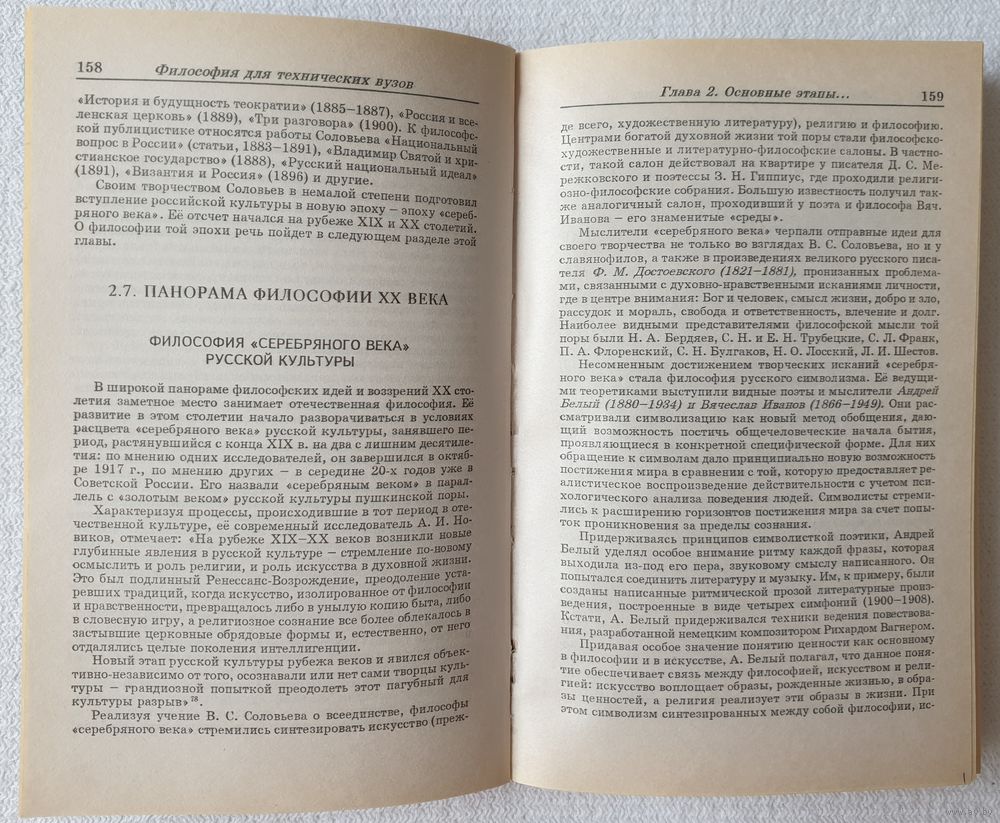 158 Философия для технических вузов
«История и будущность теократии» (1885–1887), «Россия и все-
ленская церковь» (1889), «Три разговора» (1900). К философс-
кой публицистике относятся работы Соловьева «Национальный
вопрос в России» (статьи, 1883–1891), «Владимир Святой и хри-
стианское государство» (1888), «Русский национальный идеал»
(1891), «Византия и Россия» (1896) и другие.
Своим творчеством Соловьев в немалой степени подготовил
вступление российской культуры в новую эпоху – эпоху «сереб-
ряного века». Её отсчет начался на рубеже XIX и XX столетий.
О философии той эпохи речь пойдет в следующем разделе этой
главы.
2.7. ПАНОРАМА ФИЛОСОФИИ XX ВЕКА
ФИЛОСОФИЯ «СЕРЕБРЯНОГО ВЕКА»
РУССКОЙ КУЛЬТУРЫ
В широкой панораме философских идей и воззрений XX сто-
летия заметное место занимает отечественная философия. Её
развитие в этом столетии начало разворачиваться в условиях
расцвета «серебряного века» русской культуры, занявшего пе-
риод, растянувшийся с конца XIX в. на два с лишним десятиле-
тия: по мнению одних исследователей, он завершился в октяб-
ре 1917 г., по мнению других – в середине 20-х годов уже в
Советской России. Его назвали «серебряным веком» в парал-
лель с «золотым веком» русской культуры пушкинской поры.
Характеризуя процессы, происходившие в тот период в оте-
чественной культуре, её современный исследователь А. И. Но-
виков, отмечает: «На рубеже XIX–XX веков возникли новые
глубинные явления в русской культуре – стремление по-новому
осмыслить и роль религии, и роль искусства в духовной жизни.
Это был подлинный Ренессанс-Возрождение, преодоление уста-
ревших традиций, когда искусство, изолированное от философии
и нравственности, превращалось либо в унылую копию быта, либо
в словесную игру, а религиозное сознание все более облекалось в
застывшие церковные обрядовые формы и, естественно, от него
отдалялись целые поколения интеллигенции.
Новый этап русской культуры рубежа веков и явился объек-
тивно-независимо от того, осознавали или нет сами творцы куль-
туры – грандиозной попыткой преодолеть этот пагубный для
культуры разрыв»⁷⁸.
Реализуя учение В. С. Соловьева о всеединстве, философы
«серебряного века» стремились синтезировать искусство (преж-
Глава 2. Основные этапы... 159
де всего, художественную литературу), религию и философию.
Центрами богатой духовной жизни той поры стали философско-
художественные и литературно-философские салоны. В частно-
сти, такой салон действовал на квартире у писателя Д. С. Ме-
режковского и поэтессы З. Н. Гиппиус, где проходили религи-
озно-философские собрания. Большую известность получил так-
же аналогичный салон, проходивший у поэта и философа Вяч.
Иванова – его знаменитые «среды».
Мыслители «серебряного века» черпали отправные идеи для
своего творчества не только во взглядах В. С. Соловьева, но и у
славянофилов, а также в произведениях великого русского писа-
теля Ф. М. Достоевского (1821–1881), пронизанных проблема-
ми, связанными с духовно-нравственными исканиями личности,
где в центре внимания: Бог и человек, смысл жизни, добро и зло,
рассудок и мораль, свобода и ответственность, влечение и долг.
Наиболее видными представителями философской мысли той
поры были Н. А. Бердяев, С. Н. и Е. Н. Трубецкие, С. Л. Франк,
П. А. Флоренский, С. Н. Булгаков, Н. О. Лосский, Л. И. Шестов.
Несомненным достижением творческих исканий «серебря-
ного века» стала философия русского символизма. Её ведущи-
ми теоретиками выступили видные поэты и мыслители Андрей
Белый (1880–1934) и Вячеслав Иванов (1866–1949). Они рас-
сматривали символизацию как новый метод обобщения, даю-
щий возможность постичь общечеловеческие начала бытия,
проявляющиеся в конкретной специфической форме. Для них
обращение к символам дало принципиально новую возможность
постижения мира в сравнении с той, которую предоставляет ре-
алистическое воспроизведение действительности с учетом пси-
хологического анализа поведения людей. Символисты стреми-
лись к расширению горизонтов постижения мира за счет попы-
ток проникновения за пределы сознания.
Придерживаясь принципов символисткой поэтики, Андрей
Белый уделял особое внимание ритму каждой фразы, которая
выходила из-под его пера, звуковому смыслу написанного. Он
попытался соединить литературу и музыку. Им, к примеру, были
созданы написанные ритмической прозой литературные произ-
ведения, построенные в виде четырех симфоний (1900–1908).
Кстати, А. Белый придерживался техники ведения повествова-
ния, разработанной немецким композитором Рихардом Вагнером.
Придавая особое значение понятию ценности как основному
в философии и в искусстве, А. Белый полагал, что данное поня-
тие обеспечивает связь между философией, искусством и рели-
гией: искусство воплощает образы, рожденные жизнью, в обра-
зы ценностей, а религия реализует эти образы в жизни. При
этом символизм синтезированных между собой философии, ис-